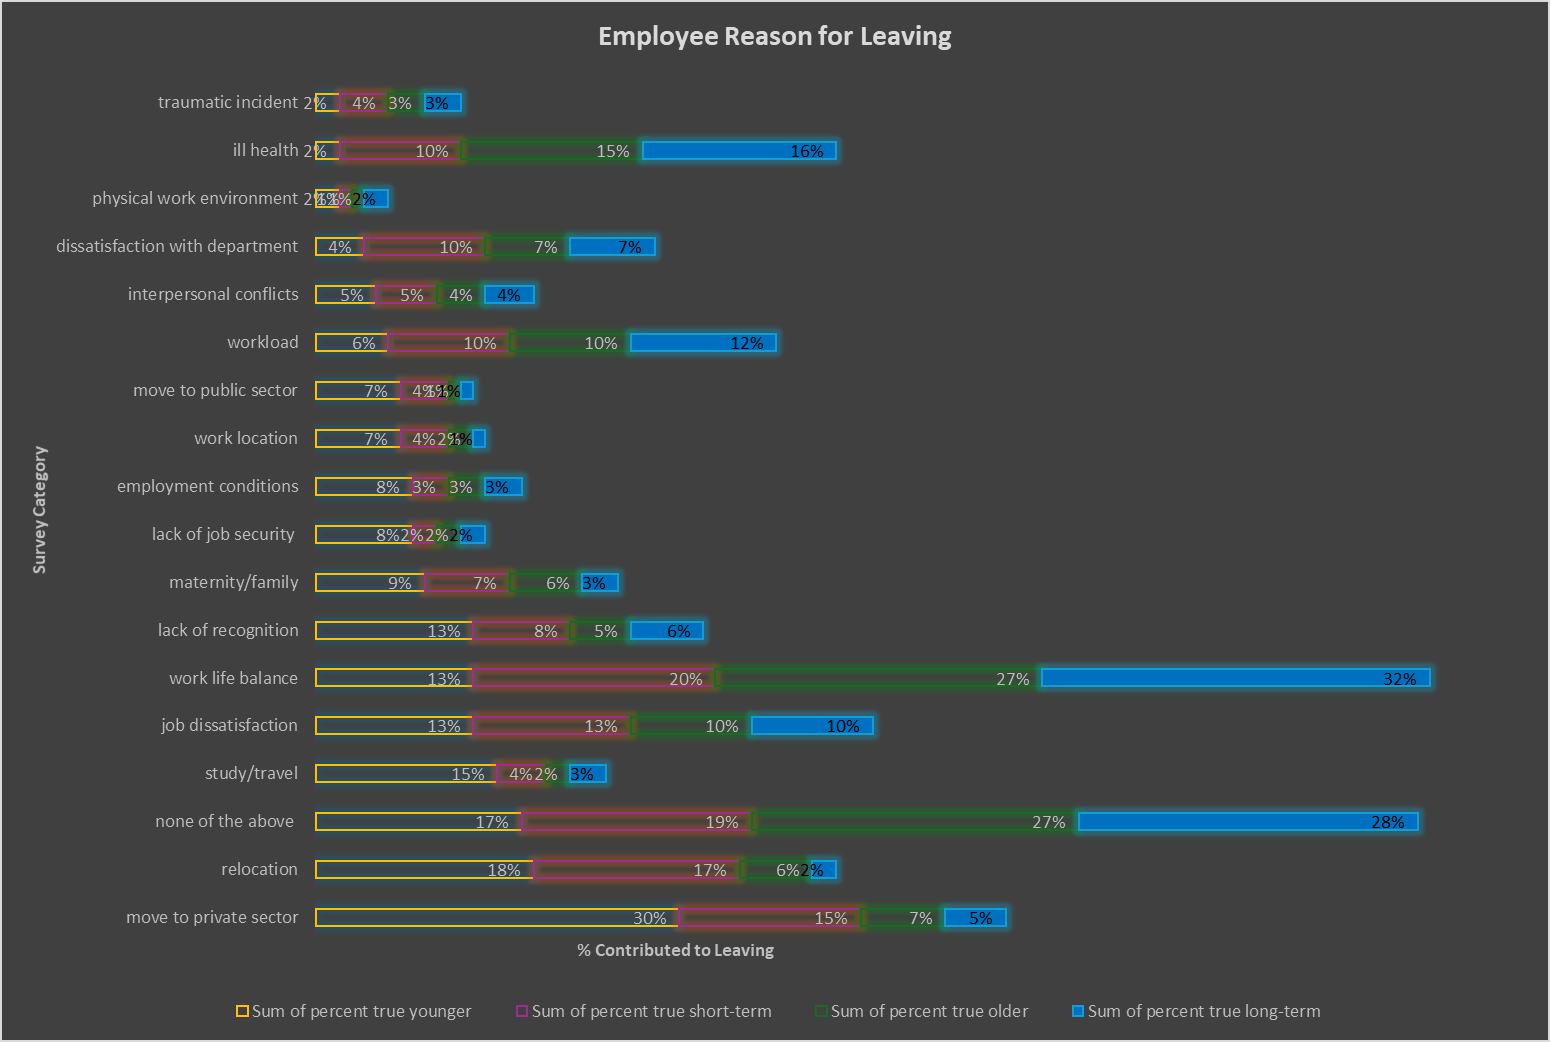 Employee Reason for Leaving
traumatic incident 2% 4% 3% 3%
ill health 2% 10% 15% 16%
physical work environment 2% 1% 1% 2%
dissatisfaction with department 4% 10% 7% 7%
interpersonal conflicts 5% 5% 4% 4%
workload 6% 10% 10% 12%
move to public sector 7% 4% 1% 1%
work location 7% 4% 2% 1%
employment conditions 8% 3% 3% 3%
lack of job security 8% 2% 2% 2%
maternity/family 9% 7% 6% 3%
lack of recognition 13% 8% 5% 6%
work life balance 13% 20% 27% 32%
job dissatisfaction 13% 13% 10% 10%
study/travel 15% 4% 2% 3%
none of the above 17% 19% 27% 28%
relocation 18% 17% 6% 2%
move to private sector 30% 15% 7% 5%
Survey Category
% Contributed to Leaving
Sum of percent true younger Sum of percent true short-term Sum of percent true older Sum of percent true long-term